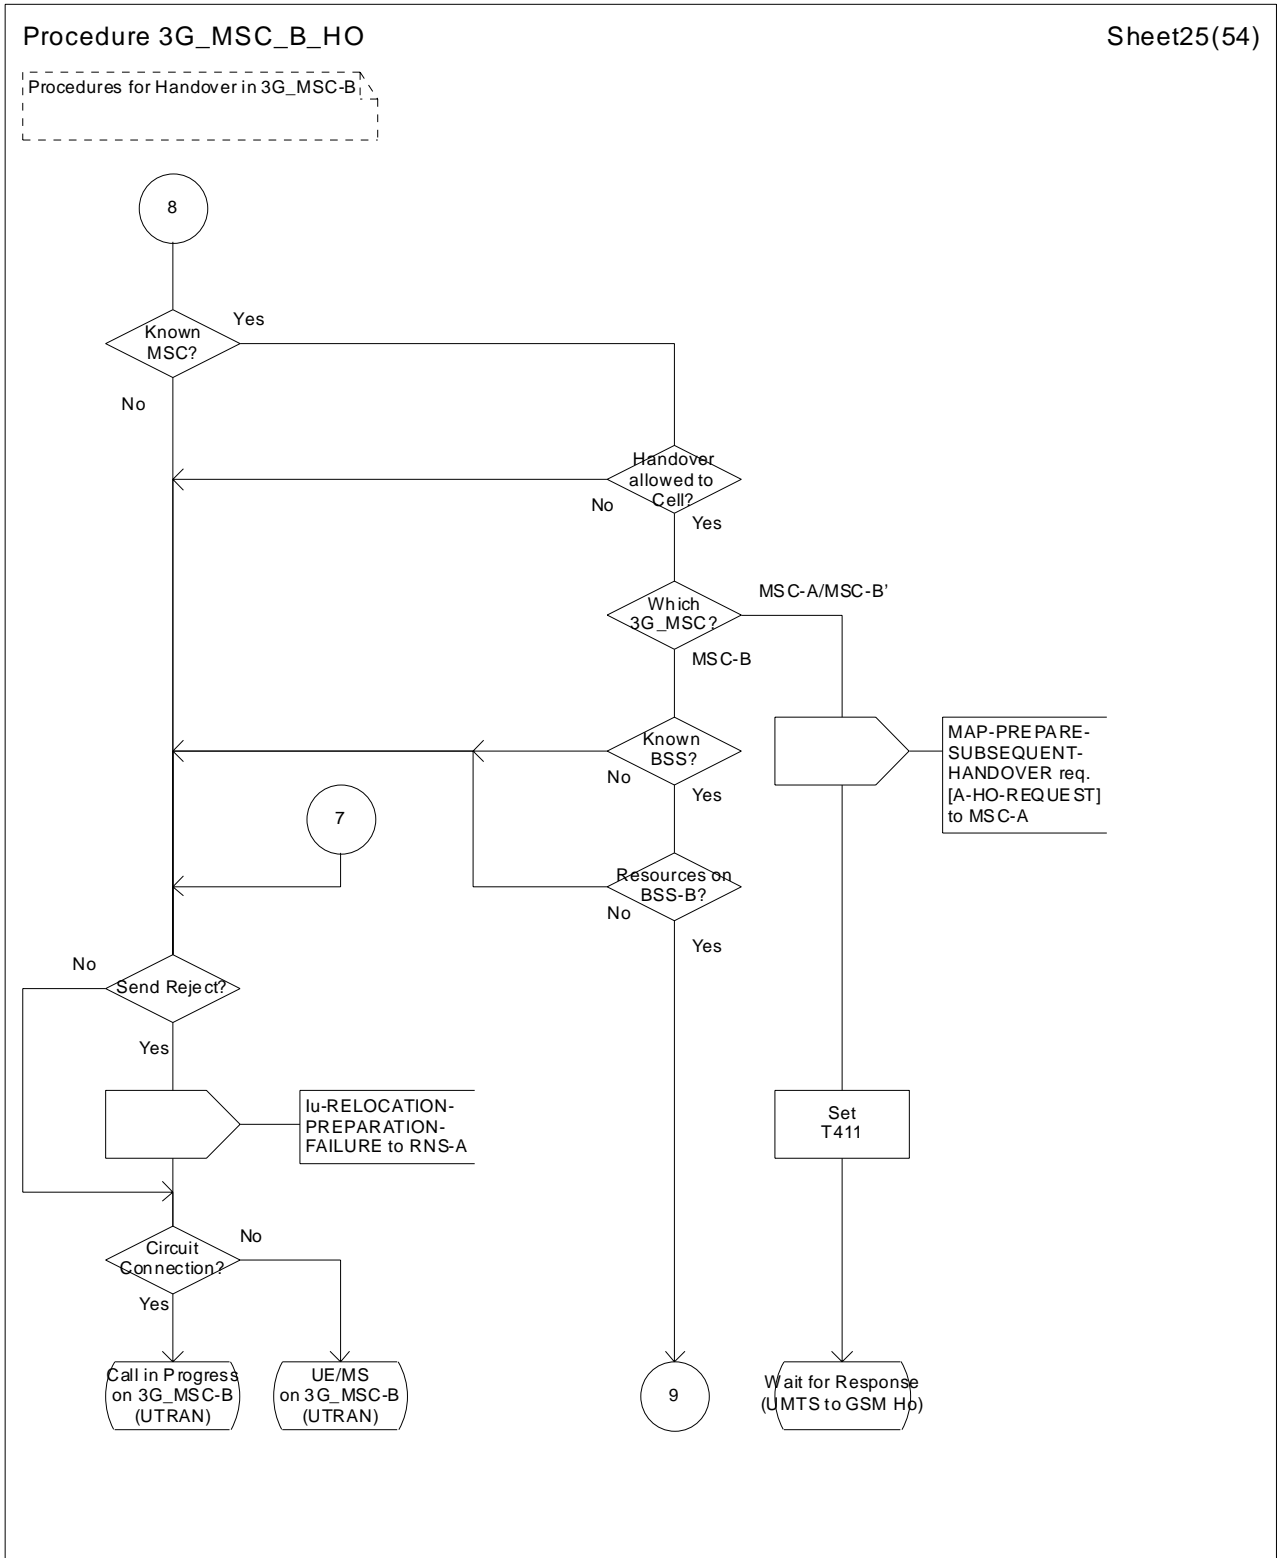 Procedure 3G_MSC_B_HO
Sheet25(54)
Procedures for Handover in 3G_MSC-B
8
Known
MSC?
Yes
No
Handover
allowed to
Cell?
No
Yes
Which
3G_MSC?
MSC-A/MSC-B'
MSC-B
Known
BSS?
No
Yes
MAP-PREPARE-
SUBSEQUENT-
HANDOVER req.
[A-HO-REQUEST]
to MSC-A
7
Resources on
BSS-B?
No
Yes
No
Send Reject?
Yes
Iu-RELOCATION-
PREPARATION-
FAILURE to RNS-A
Set
T411
Circuit
Connection?
No
Yes
Call in Progress
on 3G_MSC-B
(UTRAN)
UE/MS
on 3G_MSC-B
(UTRAN)
9
Wait for Response
(UMTS to GSM Ho)